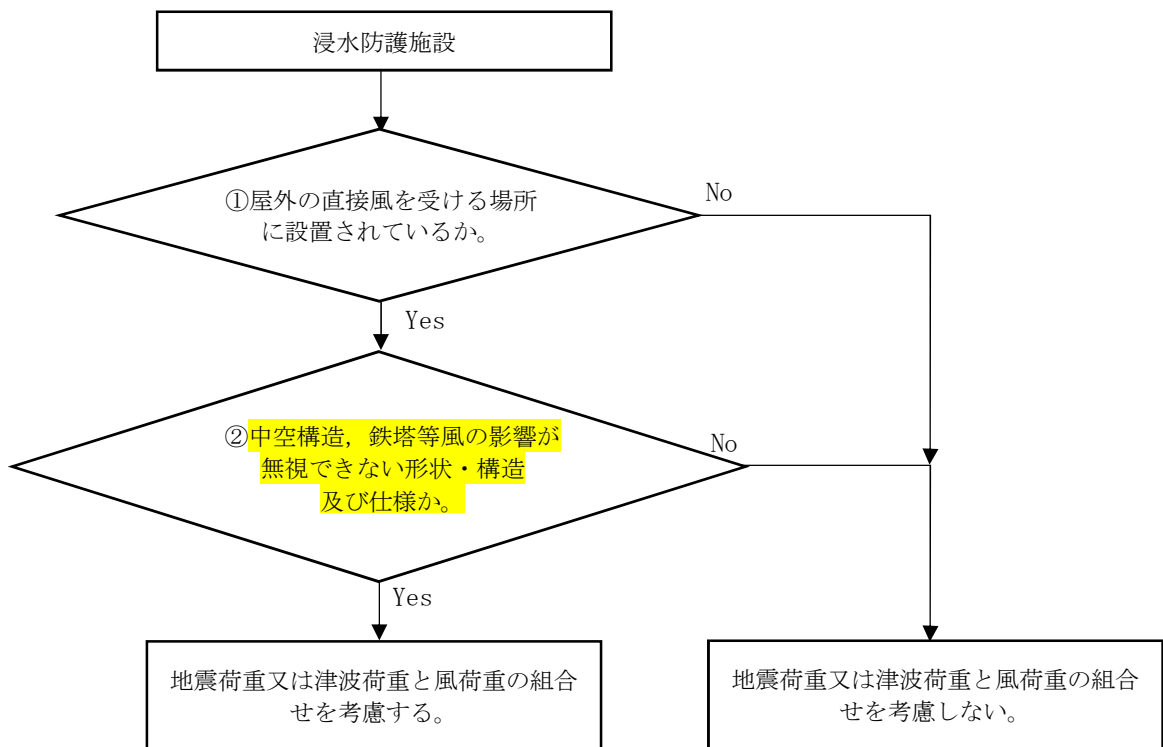 浸水防護施設
①屋外の直接風を受ける場所
に設置されているか。
No
Yes
②中空構造，鉄塔等風の影響が
無視できない形状・構造
及び仕様か。
No
Yes
地震荷重又は津波荷重と風荷重の組合
せを考慮する。
地震荷重又は津波荷重と風荷重の組合
せを考慮しない。